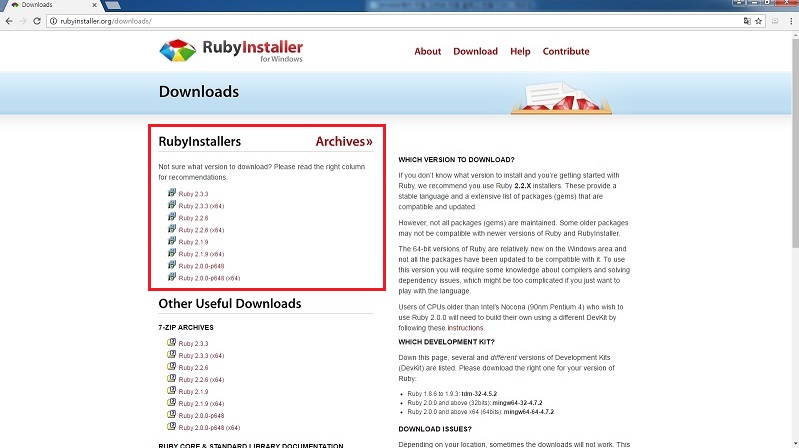 Downloads
rubyinstaller.org/downloads/
RubyInstaller
for Windows
About Download Help Contribute
Downloads
RubyInstallers Archives»
Not sure what version to download? Please read the right column
for recommendations.
Ruby 2.3.3
Ruby 2.3.3 (x64)
Ruby 2.2.6
Ruby 2.2.6 (x64)
Ruby 2.1.9
Ruby 2.1.9 (x64)
Ruby 2.0.0-p648
Ruby 2.0.0-p648 (x64)
Other Useful Downloads
7-ZIP ARCHIVES
Ruby 2.3.3
Ruby 2.3.3 (x64)
Ruby 2.2.6
Ruby 2.2.6 (x64)
Ruby 2.1.9
Ruby 2.1.9 (x64)
Ruby 2.0.0-p648
Ruby 2.0.0-p648 (x64)
RUBY CORE & STANDARD LIBRARY DOCUMENTATION
WHICH VERSION TO DOWNLOAD?
If you don't know what version to install and you're getting started with
Ruby, we recommend you use Ruby 2.2.X installers. These provide a
stable language and a extensive list of packages (gems) that are
compatible and updated.
However, not all packages (gems) are maintained. Some older packages
may not be compatible with newer versions of Ruby and RubyInstaller.
The 64-bit versions of Ruby are relatively new on the Windows area and
not all the packages have been updated to be compatible with it. To use
this version you will require some knowledge about compilers and solving
dependency issues, which might be too complicated if you just want to
play with the language.
Users of CPUs older than Intel's Nocona (90nm Pentium 4) who wish to
use Ruby 2.0.0 will need to build their own using a different DevKit by
following these instructions.
WHICH DEVELOPMENT KIT?
Down this page, several and different versions of Development Kits
(DevKit) are listed. Please download the right one for your version of
Ruby:
• Ruby 1.8.6 to 1.9.3: tdm-32-4.5.2
• Ruby 2.0.0 and above (32bits): mingw64-32-4.7.2
• Ruby 2.0.0 and above x64 (64bits): mingw64-64-4.7.2
DOWNLOAD ISSUES?
Depending on your location, sometimes the downloads will not work. This